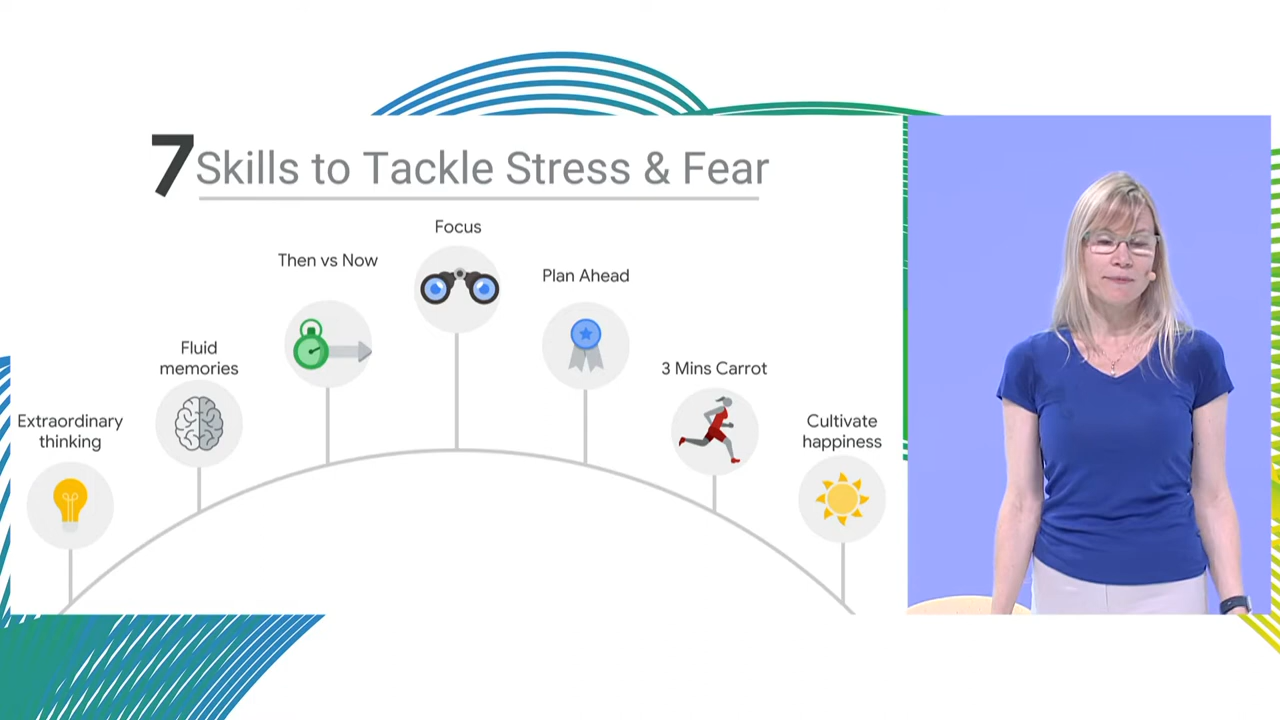 7 Skills to Tackle Stress & Fear
Focus
Then vs Now
Plan Ahead
Fluid
memories
3 Mins Carrot
Extraordinary
thinking
Cultivate
happiness